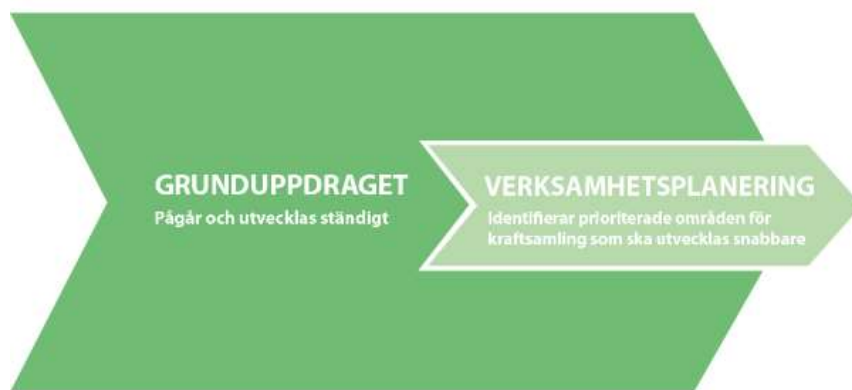 GRUNDUPPDRAGET
Pågår och utvecklas ständigt
VERKSAMHETSPLANERING
Identifierar prioriterade områden för
kraftsamling som ska utvecklas snabbare